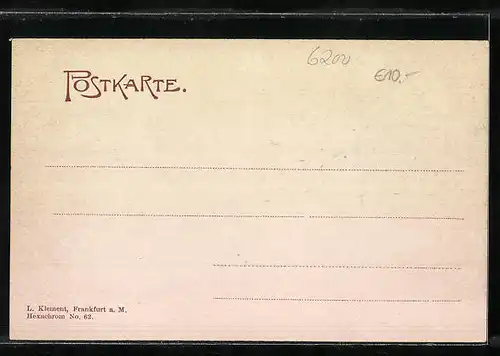 6200
€10.-
POSTKARTE.
L. Klement, Frankfurt a. M.
Hexachrom No. 62.